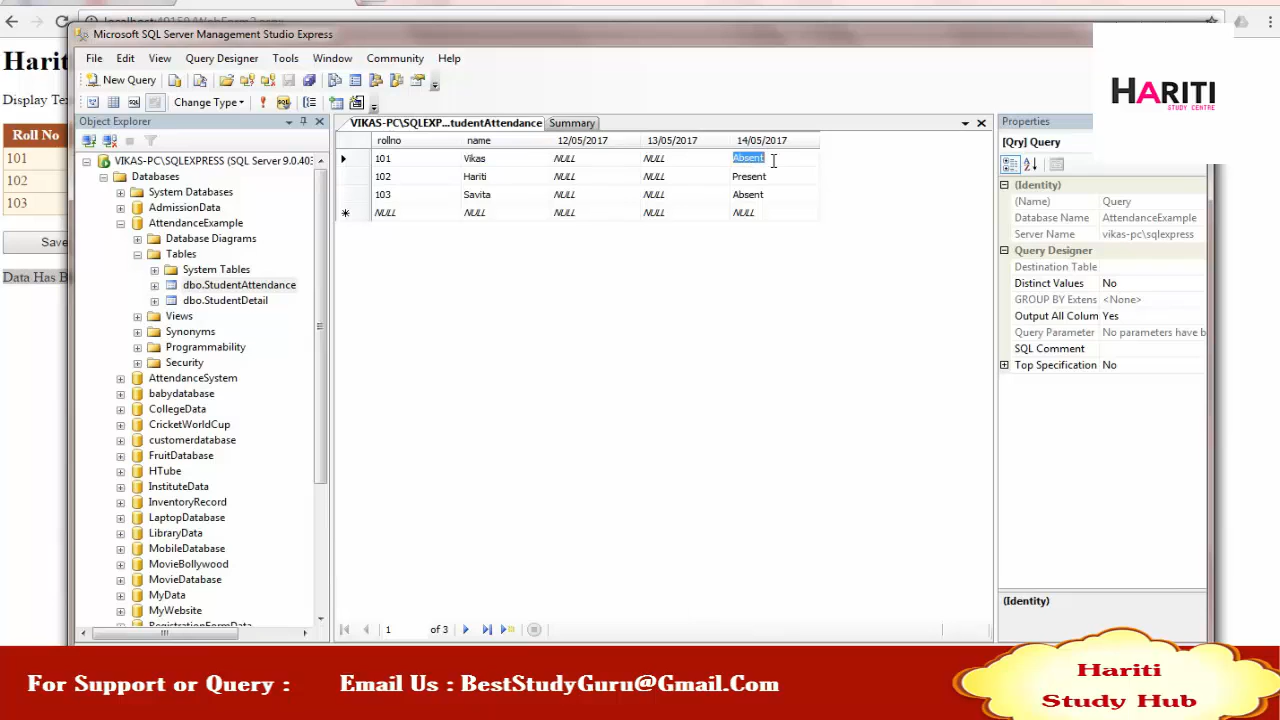 localhost:49159/WebForm2.aspx
Microsoft SQL Server Management Studio Express
Harit
File Edit View Query Designer Tools Window Community Help
HARITI
STUDY CENTRE
Display Te
New Query
Change Type
Object Explorer
VIKAS-PC\SQLEXP...tudentAttendance Summary
Properties
Roll No
101
102
103
Save
Data Has B
VIKAS-PC\SQLEXPRESS (SQL Server 9.0.403
Databases
System Databases
AdmissionData
AttendanceExample
Database Diagrams
Tables
System Tables
dbo.StudentAttendance
dbo.StudentDetail
Views
Synonyms
Programmability
Security
AttendanceSystem
babydatabase
CollegeData
CricketWorldCup
customerdatabase
FruitDatabase
HTube
InstituteData
InventoryRecord
LaptopDatabase
LibraryData
MobileDatabase
MovieBollywood
MovieDatabase
MyData
MyWebsite
RegistrationFormData
rollno name 12/05/2017 13/05/2017 14/05/2017
101 Vikas NULL NULL Absent
102 Hariti NULL NULL Present
103 Savita NULL NULL Absent
NULL NULL NULL NULL NULL
1 of 3
[Qry] Query
(Identity)
(Name) Query
Database Name AttendanceExample
Server Name vikas-pc\sqlexpress
Query Designer
Destination Table
Distinct Values No
GROUP BY Extens <None>
Output All Colum Yes
Query Parameter No parameters have b
SQL Comment
Top Specification No
(Identity)
For Support or Query : Email Us : BestStudyGuru@Gmail.Com
Hariti
Study Hub